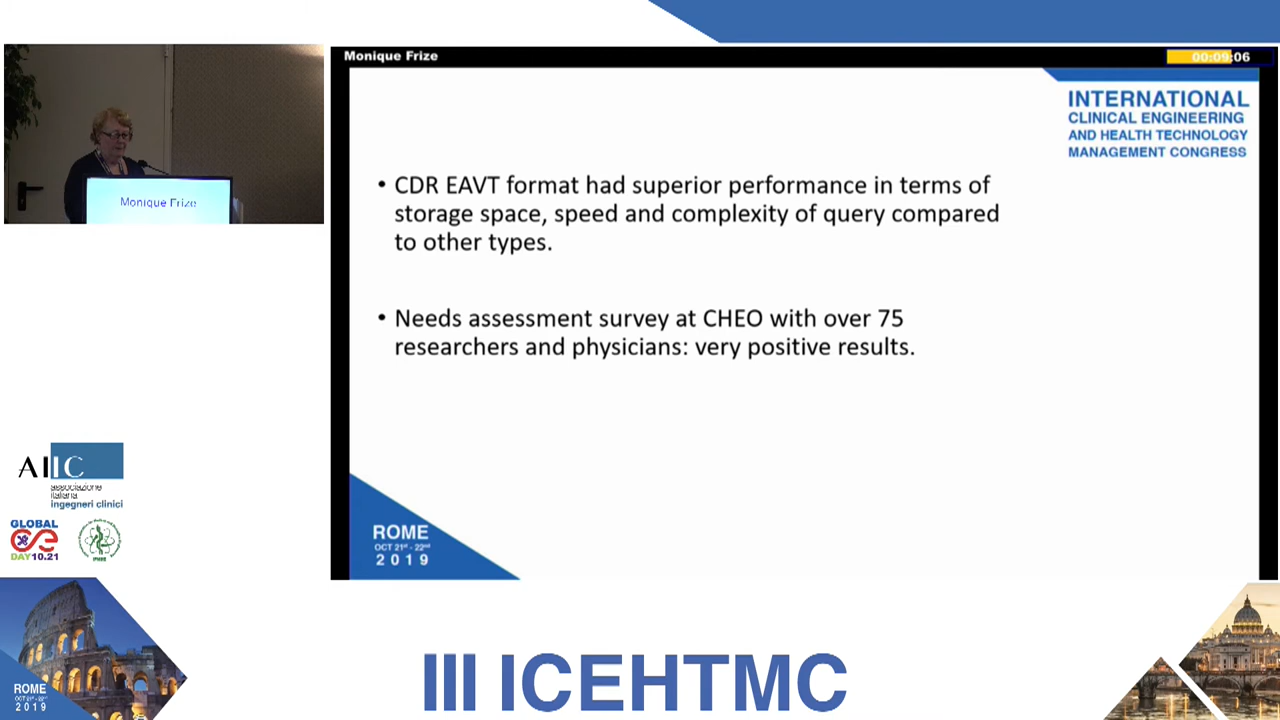 Monique Frize
00:09:06
Monique Frize
INTERNATIONAL
CLINICAL ENGINEERING
AND HEALTH TECHNOLOGY
MANAGEMENT CONGRESS
• CDR EAVT format had superior performance in terms of
storage space, speed and complexity of query compared
to other types.
• Needs assessment survey at CHEO with over 75
researchers and physicians: very positive results.
ROME
OCT 21st - 22nd
2019
AIIC
associazione
italiana
ingegneri clinici
GLOBAL
CE
DAY10.21
ROME
OCT 21st - 22nd
2019
III ICEHTMC